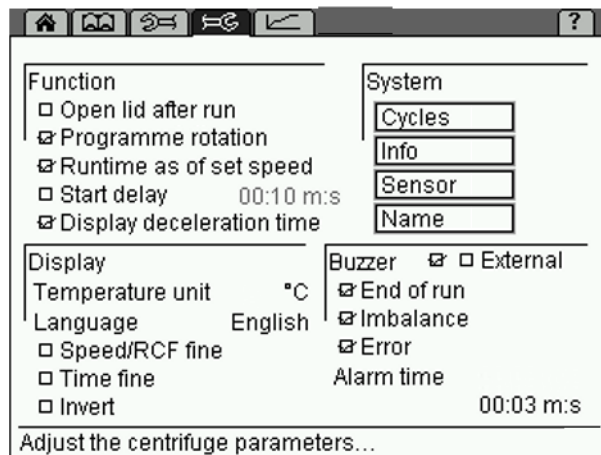 ?
Function
Open lid after run
Programme rotation
Runtime as of set speed
Start delay 00:10 m:s
Display deceleration time
System
Cycles
Info
Sensor
Name
Display
Temperature unit °C
Language English
Speed/RCF fine
Time fine
Invert
Buzzer External
End of run
Imbalance
Error
Alarm time
00:03 m:s
Adjust the centrifuge parameters...